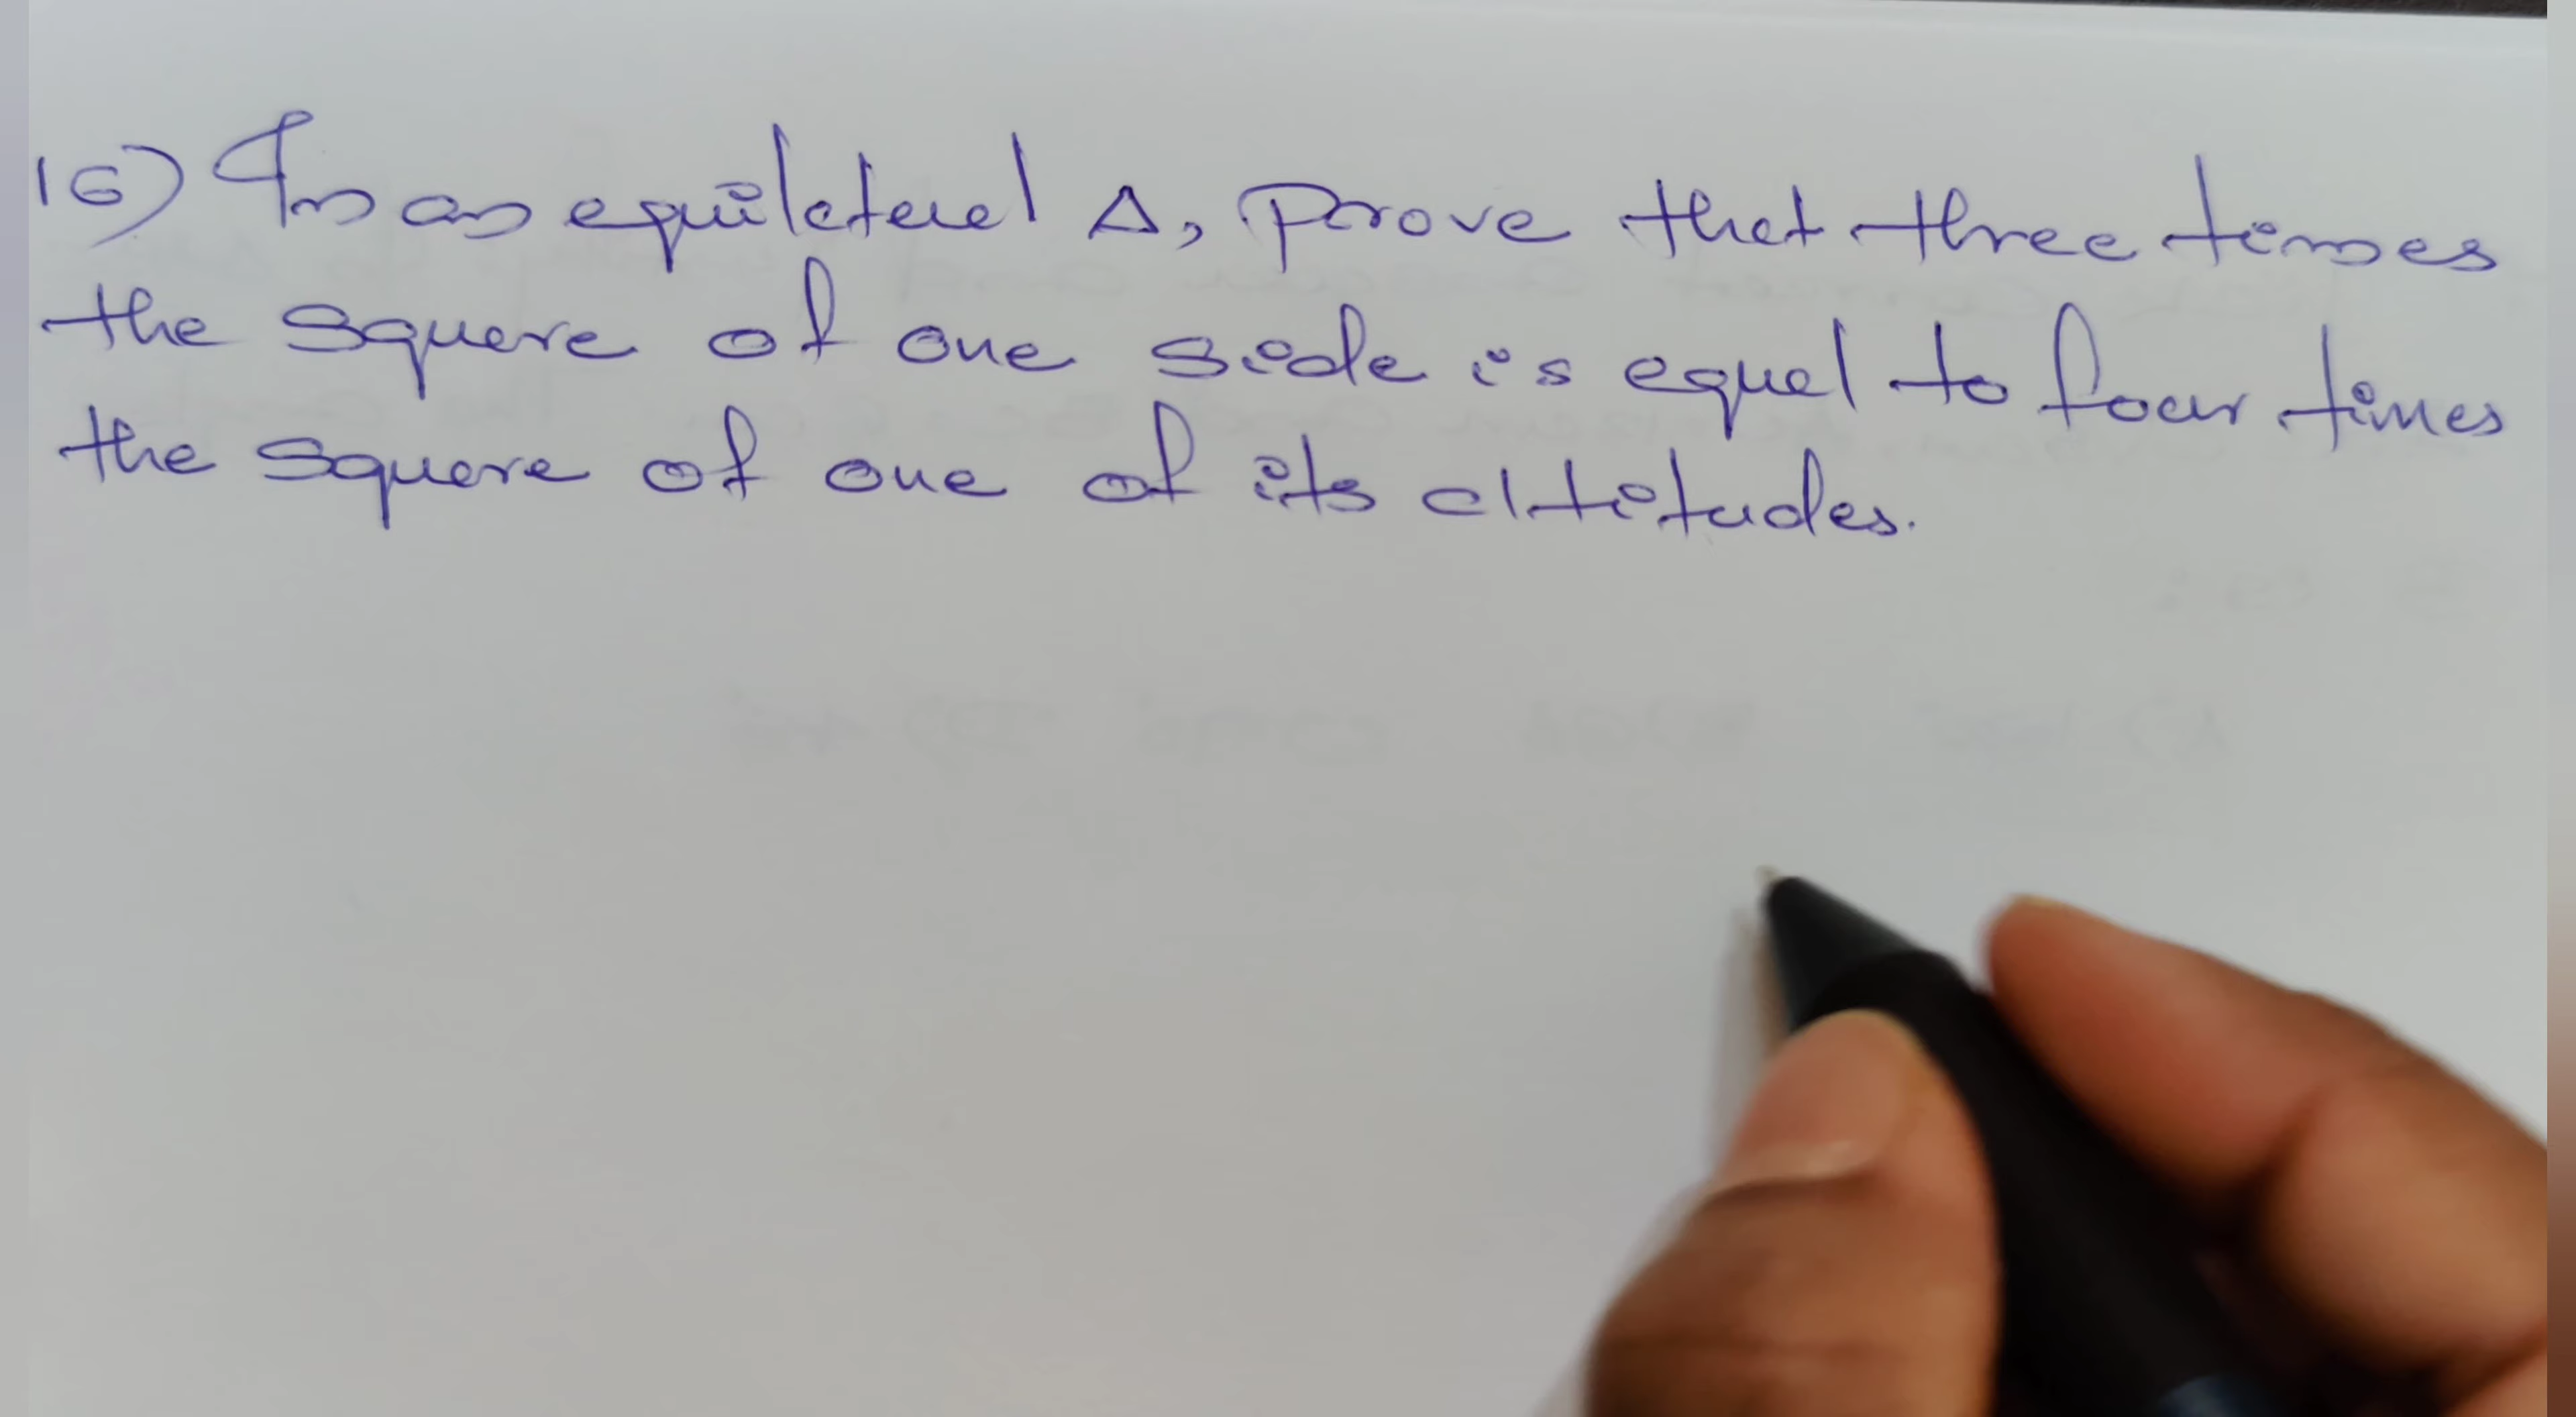 16) In an equilateral Δ, prove that three times
the square of one side is equal to four times
the square of one of its altitudes.